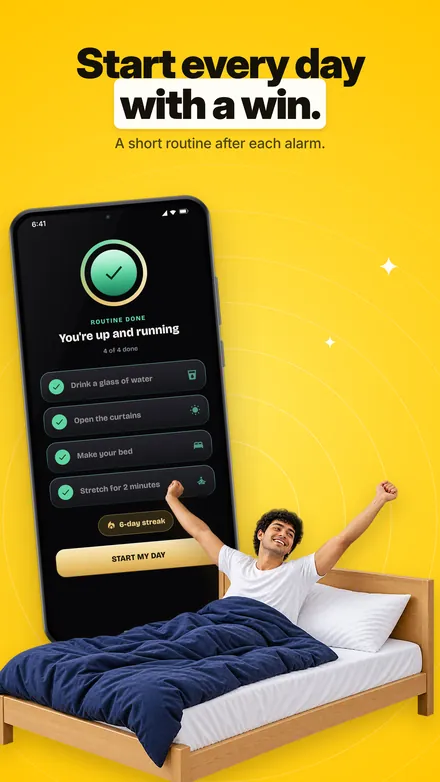 Start every day
with a win.
A short routine after each alarm.
6:41
ROUTINE DONE
You're up and running
4 of 4 done
Drink a glass of water
Open the curtains
Make your bed
Stretch for 2 minutes
6-day streak
START MY DAY